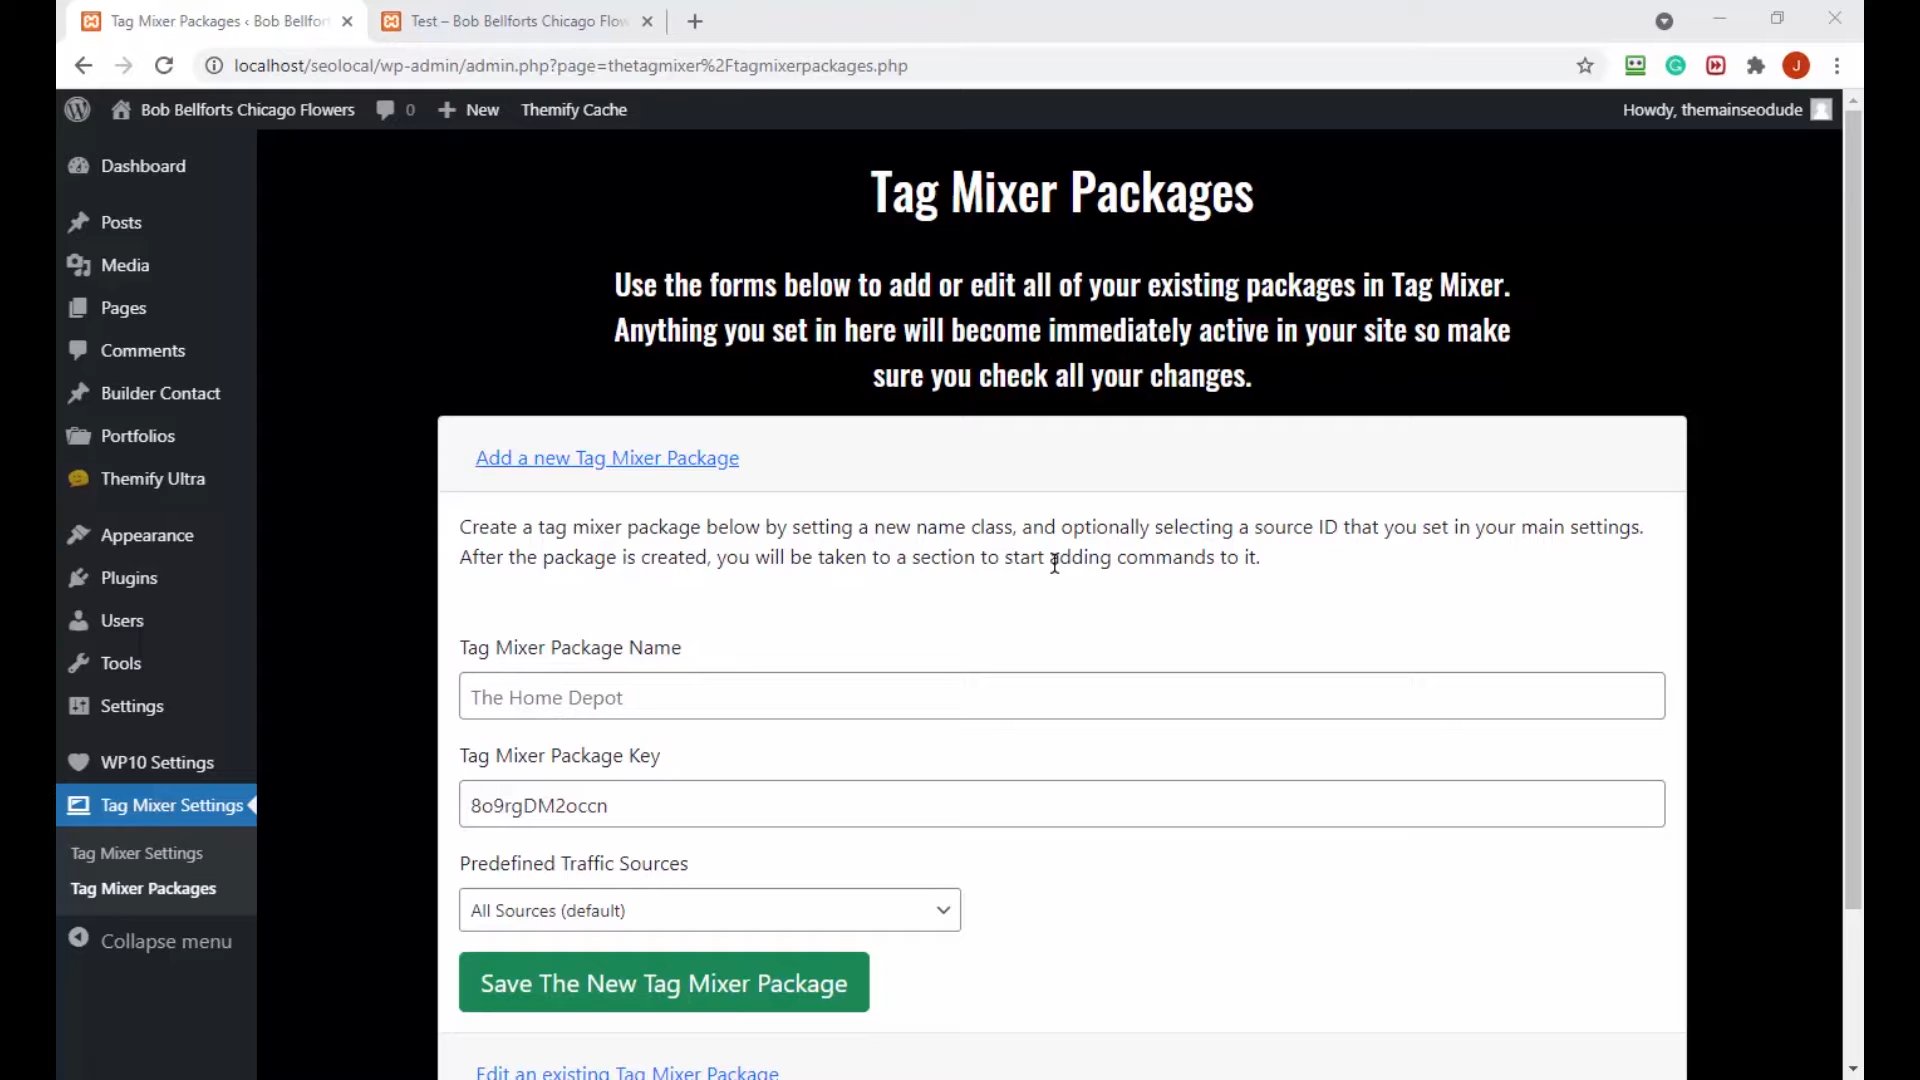 Tag Mixer Packages ‹ Bob Bellfor
Test – Bob Bellforts Chicago Flow
localhost/seolocal/wp-admin/admin.php?page=thetagmixer%2Ftagmixerpackages.php
J
Bob Bellforts Chicago Flowers
0
New
Themify Cache
Howdy, themainseodude
Dashboard
Posts
Media
Pages
Comments
Builder Contact
Portfolios
Themify Ultra
Appearance
Plugins
Users
Tools
Settings
WP10 Settings
Tag Mixer Settings
Tag Mixer Settings
Tag Mixer Packages
Collapse menu
Tag Mixer Packages
Use the forms below to add or edit all of your existing packages in Tag Mixer.
Anything you set in here will become immediately active in your site so make
sure you check all your changes.
Add a new Tag Mixer Package
Create a tag mixer package below by setting a new name class, and optionally selecting a source ID that you set in your main settings.
After the package is created, you will be taken to a section to start adding commands to it.
Tag Mixer Package Name
The Home Depot
Tag Mixer Package Key
8o9rgDM2occn
Predefined Traffic Sources
All Sources (default)
Save The New Tag Mixer Package
Edit an existing Tag Mixer Package